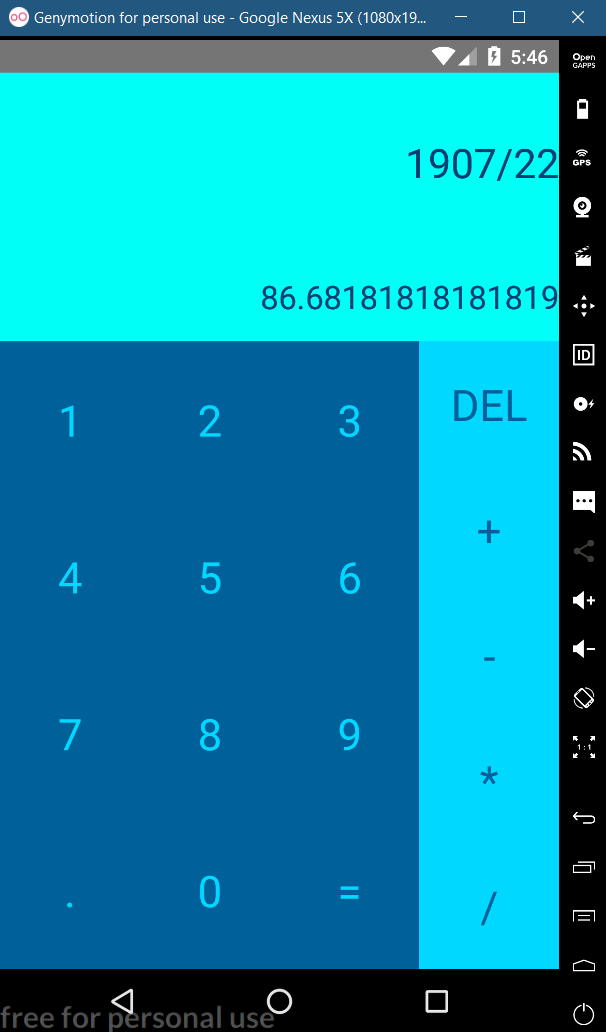 Genymotion for personal use - Google Nexus 5X (1080x19...
5:46
Open
GAPPS
1907/22
GPS
86.68181818181819
ID
1 2 3 DEL
+
4 5 6
-
7 8 9
1:1
*
. 0 =
/
free for personal use